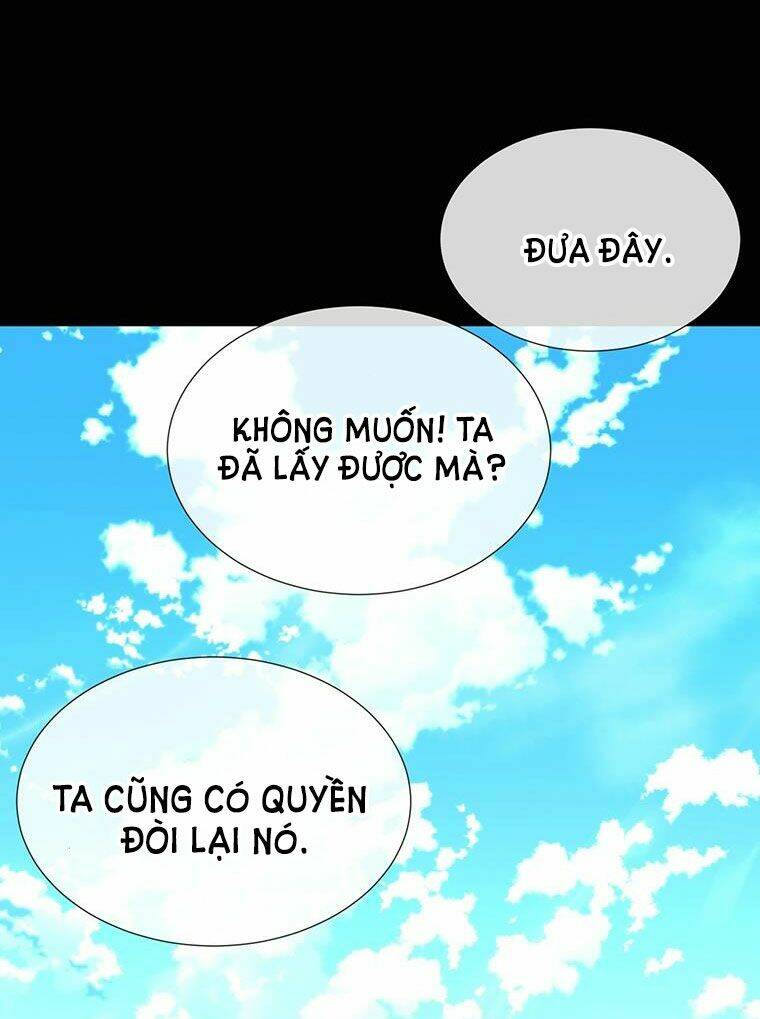 ĐƯA ĐÂY.
KHÔNG MUỐN! TA
ĐÃ LẤY ĐƯỢC MÀ?
TA CŨNG CÓ QUYỀN
ĐÒI LẠI NÓ.